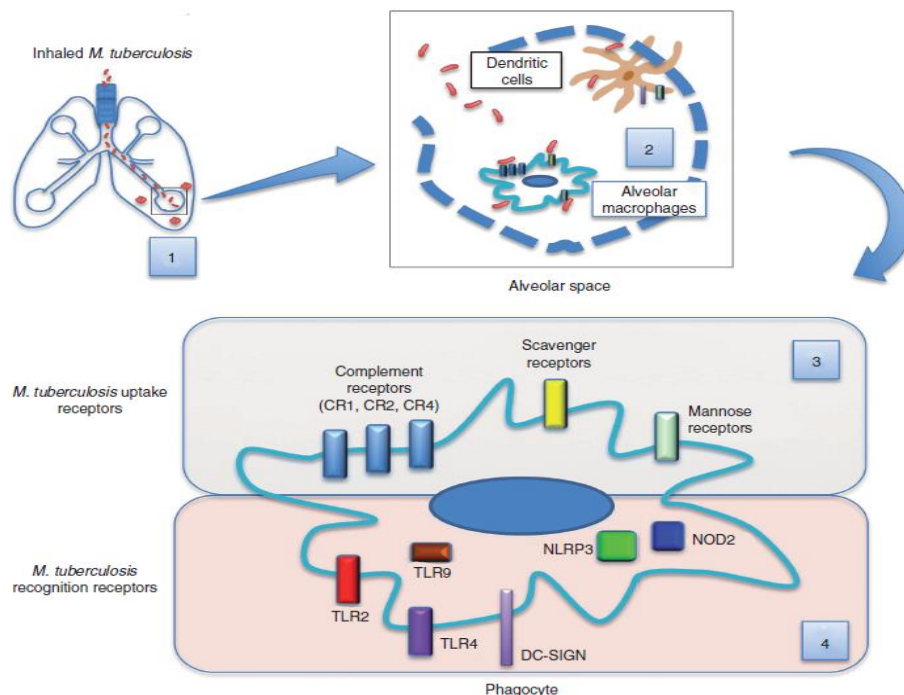 Inhaled M. tuberculosis
1
Dendritic
cells
2
Alveolar
macrophages
Alveolar space
3
M. tuberculosis uptake
receptors
Complement
receptors
(CR1, CR2, CR4)
Scavenger
receptors
Mannose
receptors
M. tuberculosis
recognition receptors
TLR2
TLR9
TLR4
DC-SIGN
NLRP3
NOD2
4
Phagocyte